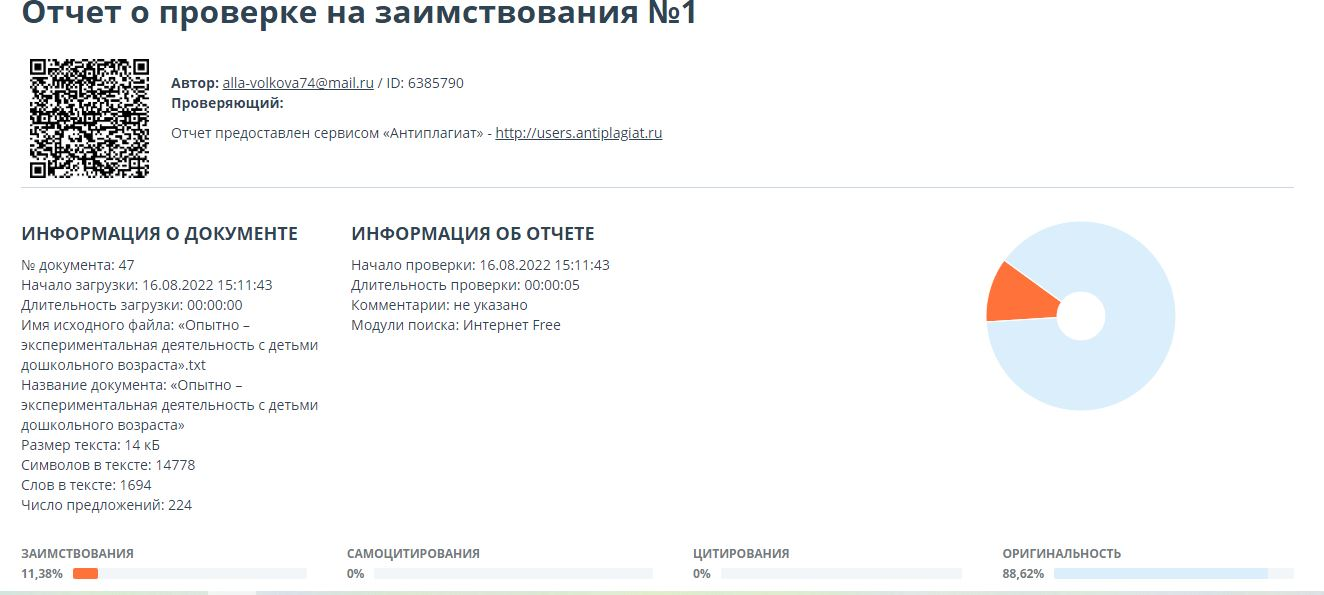 Отчет о проверке на заимствования №1
Автор: alla-volkova74@mail.ru / ID: 6385790
Проверяющий:
Отчет предоставлен сервисом «Антиплагиат» - http://users.antiplagiat.ru
ИНФОРМАЦИЯ О ДОКУМЕНТЕ
№ документа: 47
Начало загрузки: 16.08.2022 15:11:43
Длительность загрузки: 00:00:00
Имя исходного файла: «Опытно –
экспериментальная деятельность с детьми
дошкольного возраста».txt
Название документа: «Опытно –
экспериментальная деятельность с детьми
дошкольного возраста»
Размер текста: 14 кБ
Символов в тексте: 14778
Слов в тексте: 1694
Число предложений: 224
ИНФОРМАЦИЯ ОБ ОТЧЕТЕ
Начало проверки: 16.08.2022 15:11:43
Длительность проверки: 00:00:05
Комментарии: не указано
Модули поиска: Интернет Free
ЗАИМСТВОВАНИЯ
11,38%
САМОЦИТИРОВАНИЯ
0%
ЦИТИРОВАНИЯ
0%
ОРИГИНАЛЬНОСТЬ
88,62%